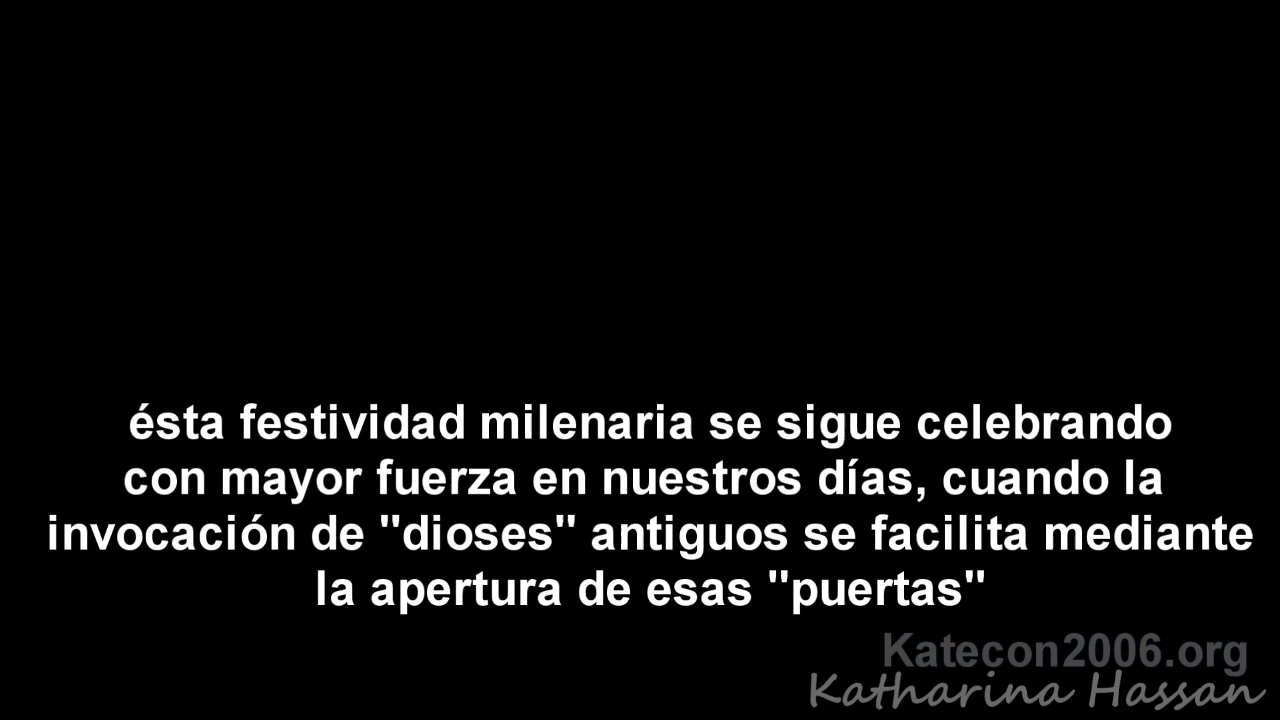 ésta festividad milenaria se sigue celebrando
con mayor fuerza en nuestros días, cuando la
invocación de "dioses" antiguos se facilita mediante
la apertura de esas "puertas"
Katecon2006.org
Katharina Hassan